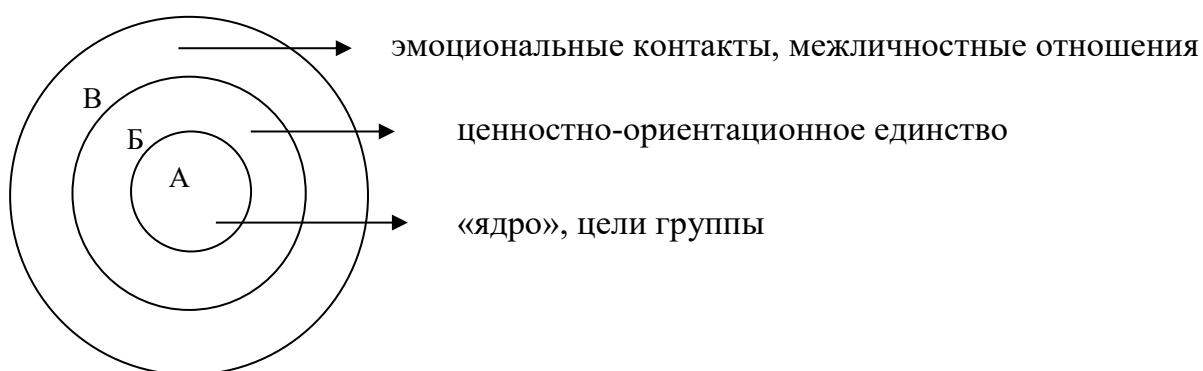 эмоциональные контакты, межличностные отношения
В
ценностно-ориентационное единство
Б
А
«ядро», цели группы